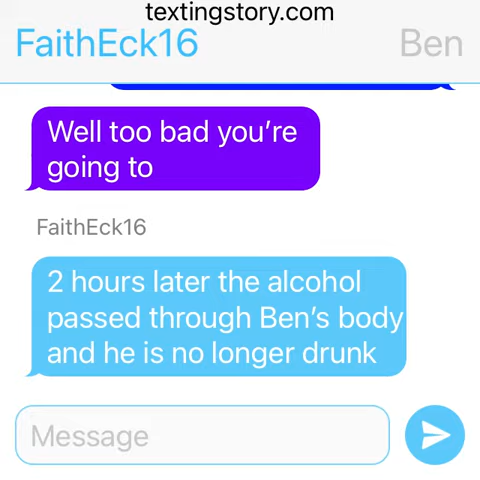 textingstory.com
FaithEck16 Ben
Well too bad you’re
going to
FaithEck16
2 hours later the alcohol
passed through Ben’s body
and he is no longer drunk
Message